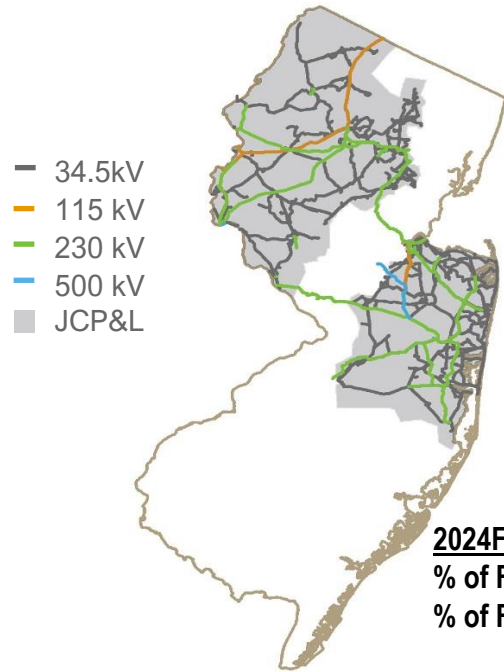 34.5kV
115 kV
230 kV
500 kV
JCP&L
2024F
% of F
% of F